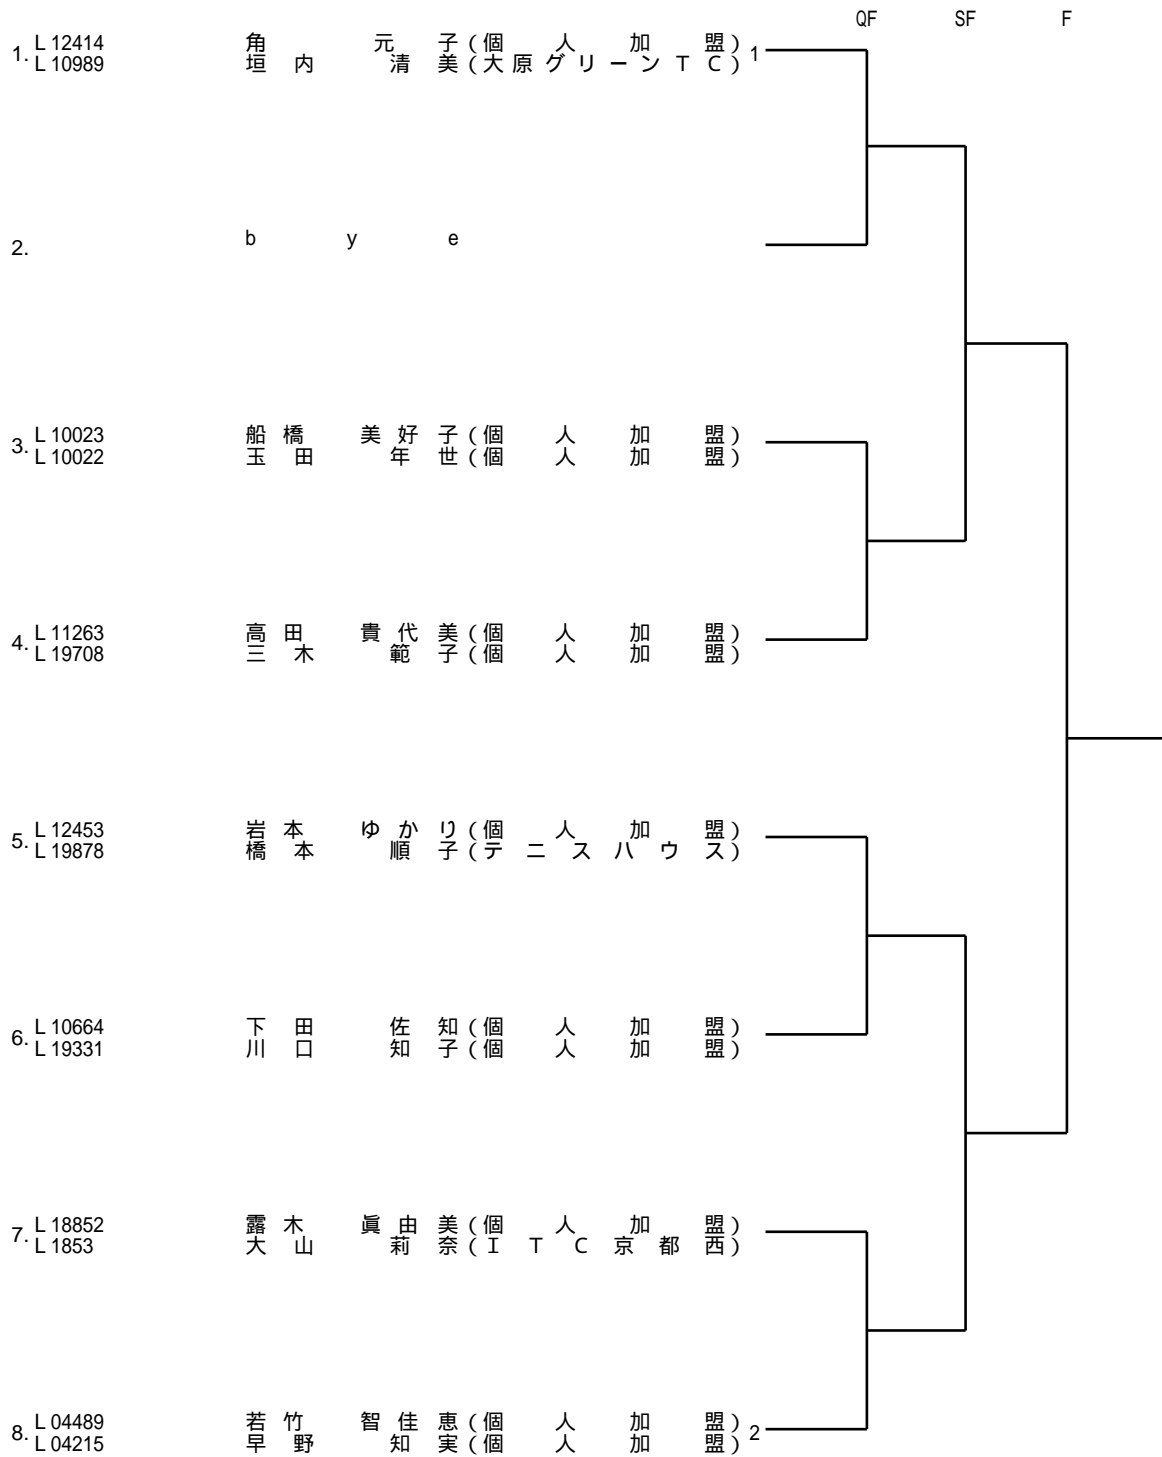 QF SF F
1. L 12414 角 元 子 ( 個 人 加 盟 ) 1
L 10989 垣 内 清 美 ( 大 原 グ リ ー ン T C )
2. b y e
3. L 10023 船 橋 美 好 子 ( 個 人 加 盟 )
L 10022 玉 田 年 世 ( 個 人 加 盟 )
4. L 11263 高 田 貴 代 美 ( 個 人 加 盟 )
L 19708 三 木 範 子 ( 個 人 加 盟 )
5. L 12453 岩 本 ゆ か り ( 個 人 加 盟 )
L 19878 橋 本 順 子 ( テ ニ ス ハ ウ ス )
6. L 10664 下 田 佐 知 ( 個 人 加 盟 )
L 19331 川 口 知 子 ( 個 人 加 盟 )
7. L 18852 露 木 眞 由 美 ( 個 人 加 盟 )
L 1853 大 山 莉 奈 ( I T C 京 都 西 )
8. L 04489 若 竹 智 佳 恵 ( 個 人 加 盟 ) 2
L 04215 早 野 知 実 ( 個 人 加 盟 )